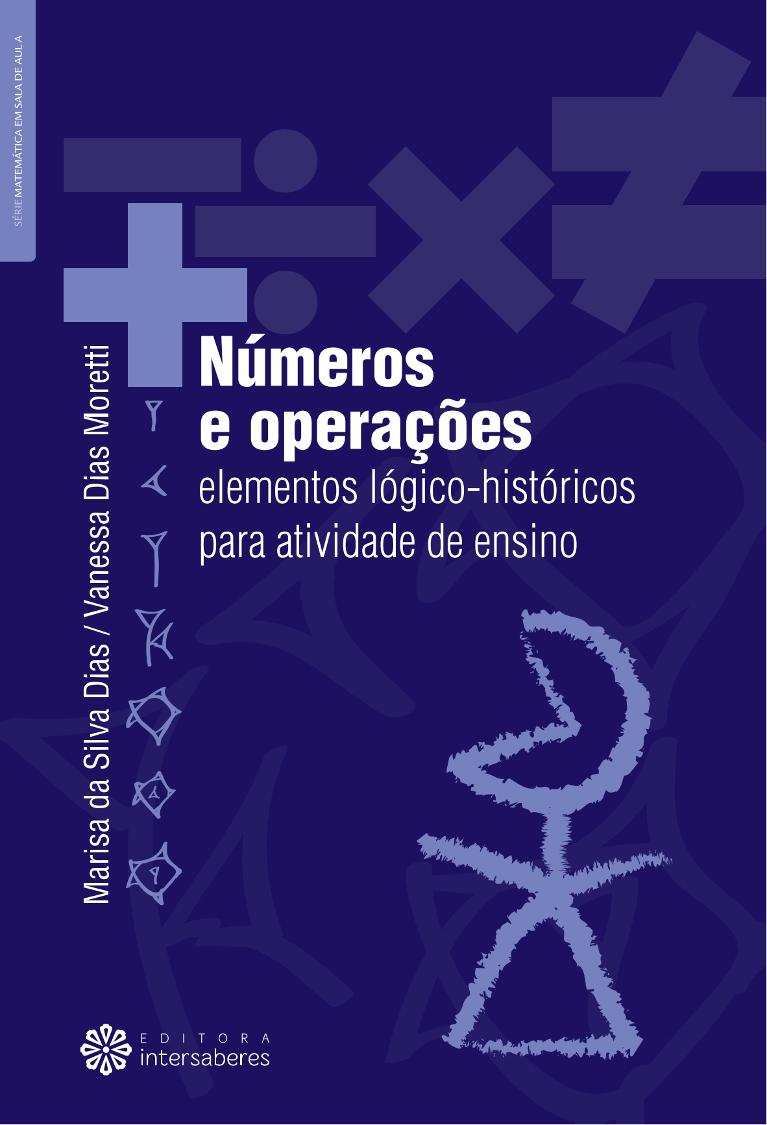 SÉRIE MATEMÁTICA EM SALA DE AULA
Marisa da Silva Dias / Vanessa Dias Moretti
Números
e operações
elementos lógico-históricos
para atividade de ensino
EDITORA
intersaberes